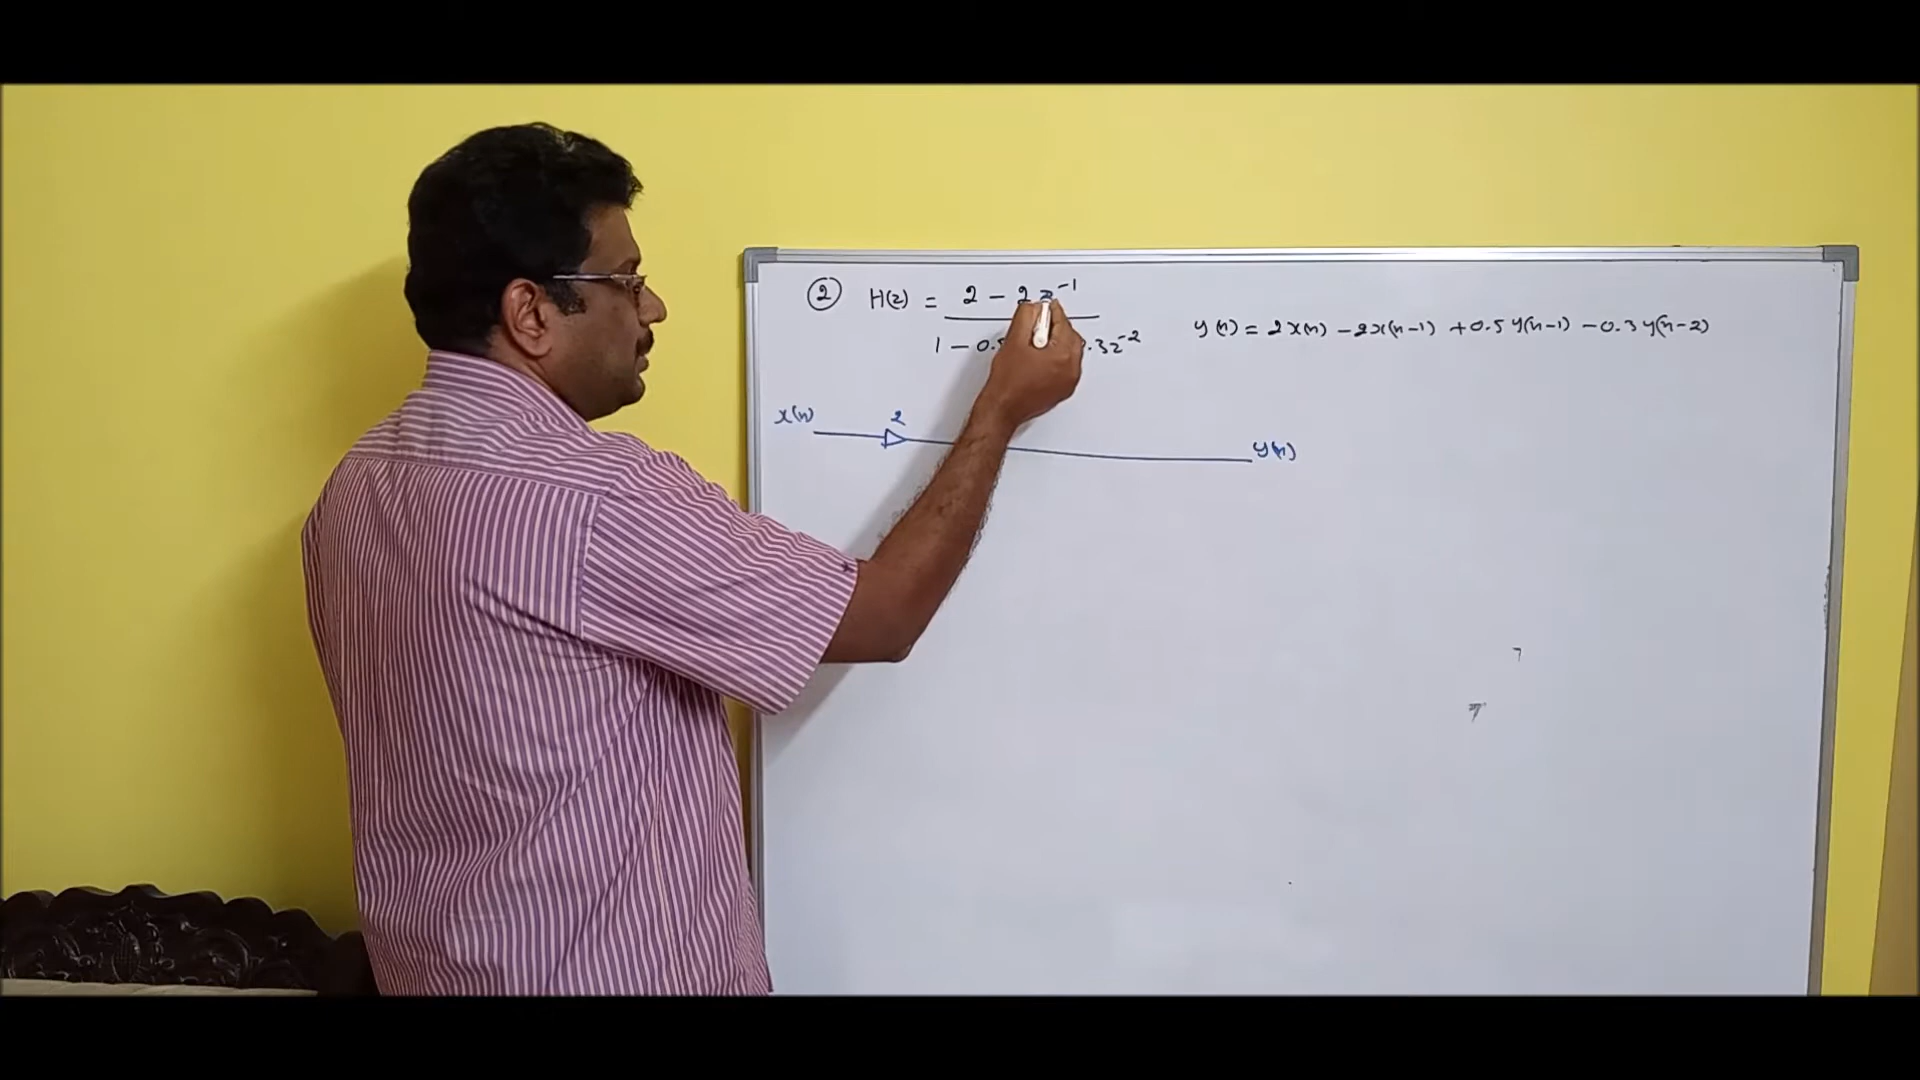 ② H(z) = 2 - 2z⁻¹
1 - 0.5 .3z⁻²
y(n) = 2x(n) - 2x(n-1) + 0.5y(n-1) - 0.3y(n-2)
x(n) 2 y(n)